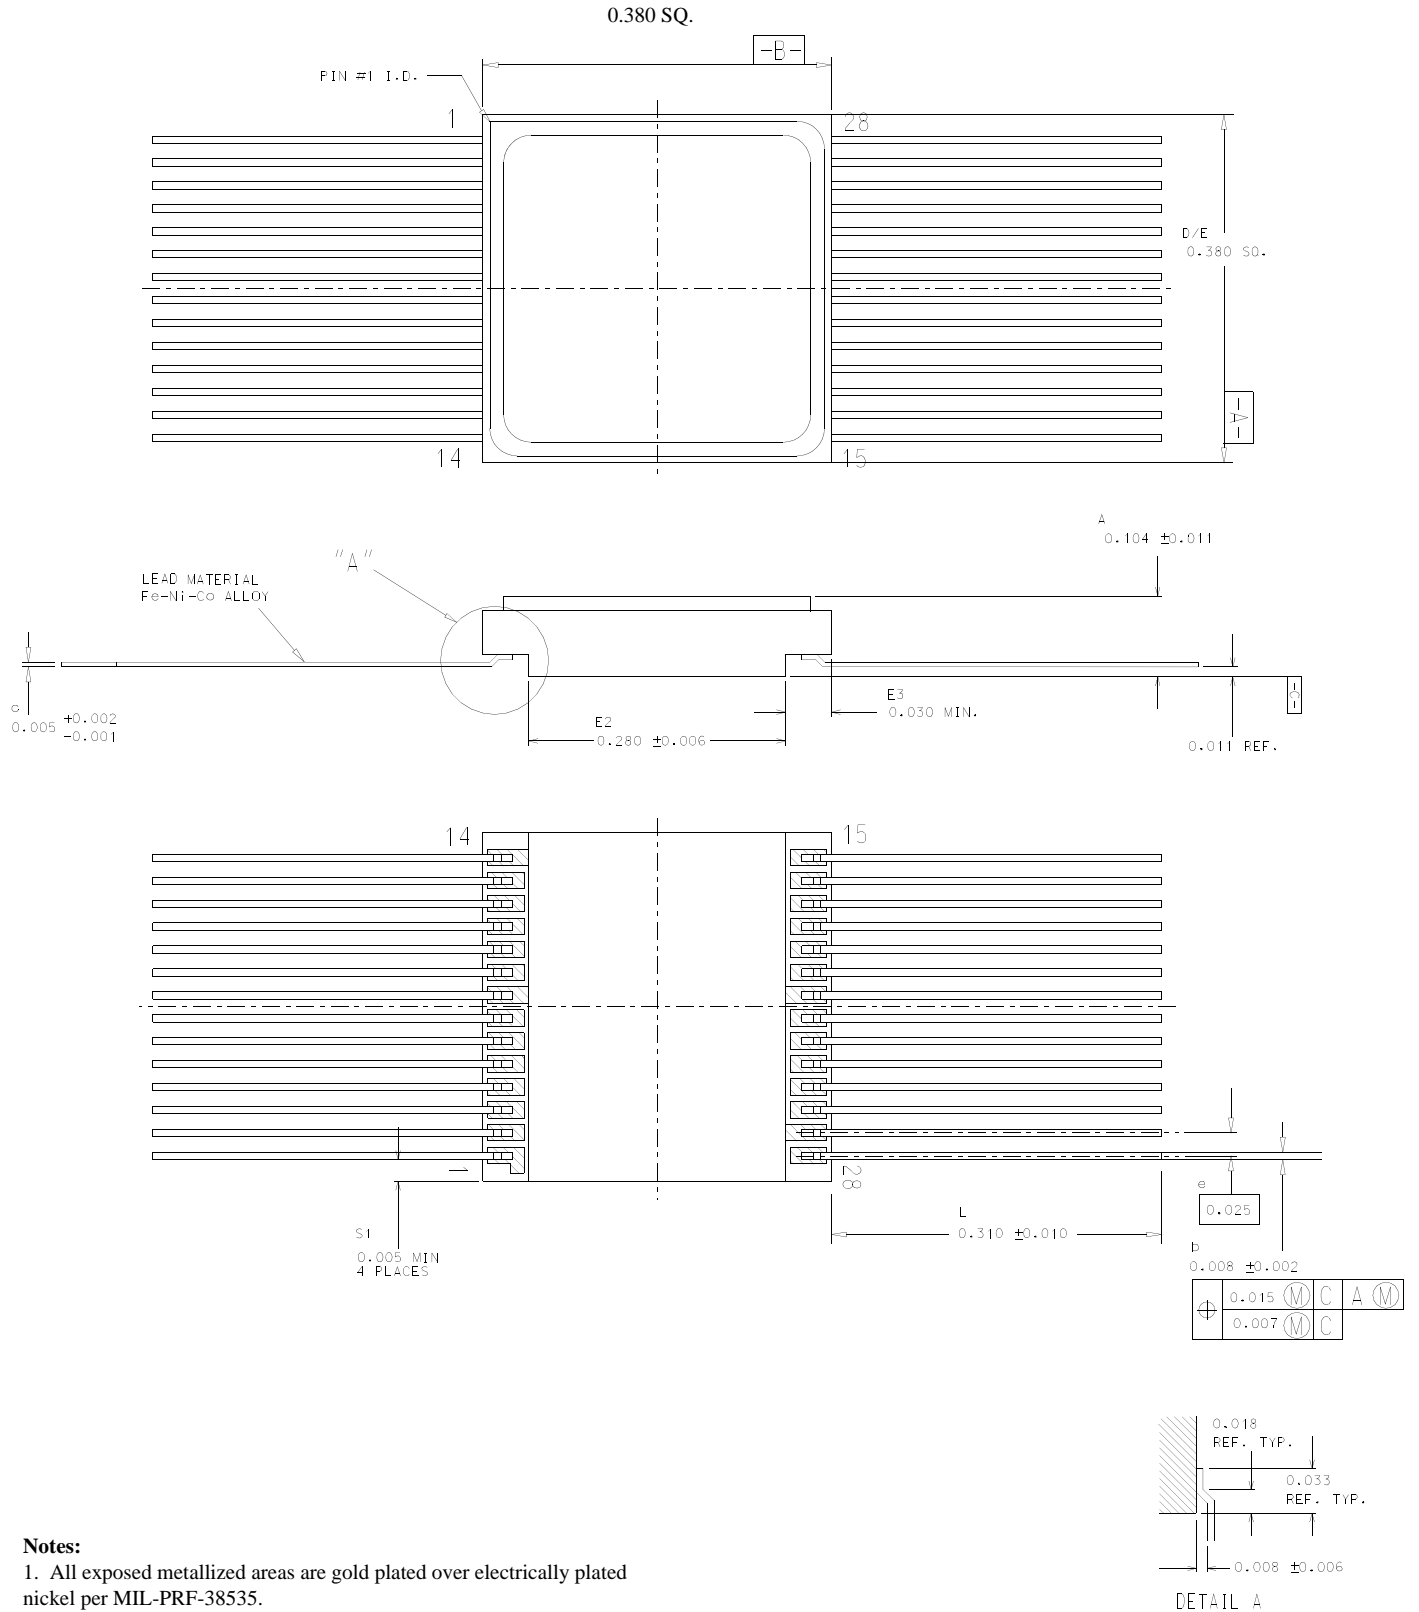 0.380 SQ.
-B-
PIN #1 I.D.
1
28
D/E
0.380 SQ.
-A-
14
15
A
0.104 ±0.011
"A"
LEAD MATERIAL
Fe-Ni-Co ALLOY
c
0.005 +0.002
-0.001
E3
0.030 MIN.
-C-
E2
0.280 ±0.006
0.011 REF.
14
15
1
28
e
0.025
S1
0.005 MIN
4 PLACES
L
0.310 ±0.010
b
0.008 ±0.002
⌖ 0.015 Ⓜ C A Ⓜ
0.007 Ⓜ C
0.018
REF. TYP.
0.033
REF. TYP.
0.008 ±0.006
DETAIL A
Notes:
1. All exposed metallized areas are gold plated over electrically plated
nickel per MIL-PRF-38535.